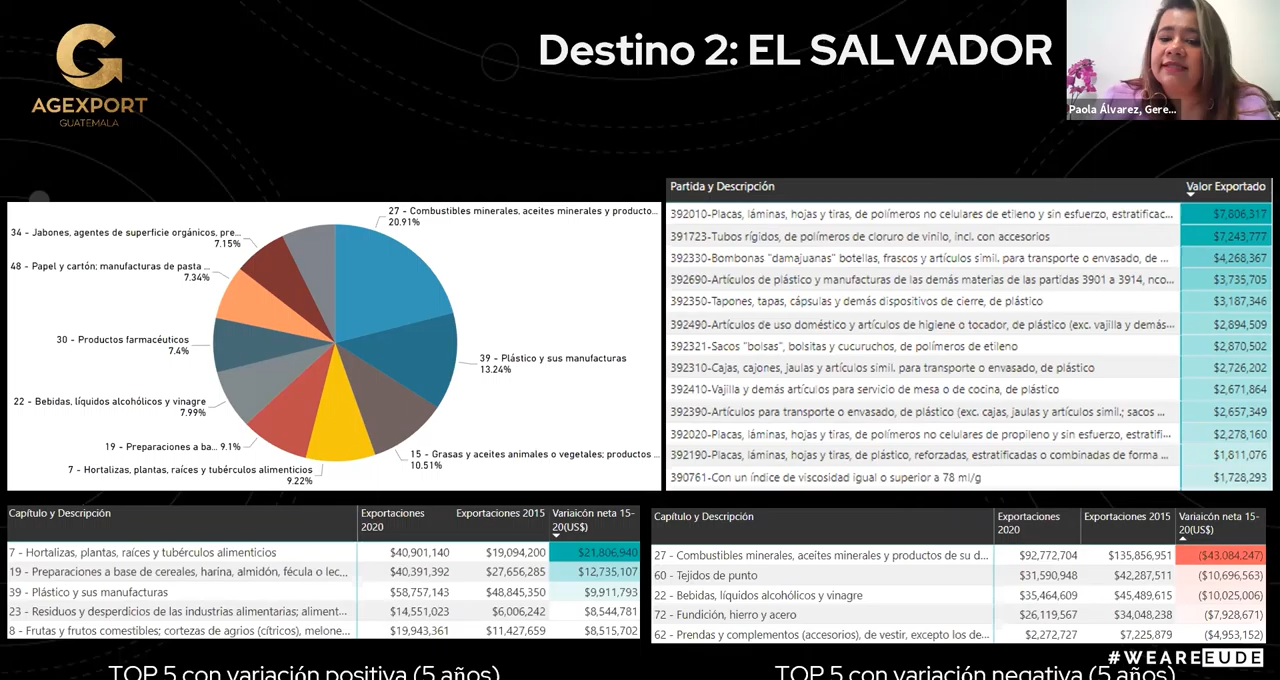 AGEXPORT
GUATEMALA
Destino 2: EL SALVADOR
Paola Álvarez, Gere...
27 - Combustibles minerales, aceites minerales y producto...
20.91%
34 - Jabones, agentes de superficie orgánicos, pre...
7.15%
48 - Papel y cartón; manufacturas de pasta ...
7.34%
30 - Productos farmacéuticos
7.4%
39 - Plástico y sus manufacturas
13.24%
22 - Bebidas, líquidos alcohólicos y vinagre
7.99%
19 - Preparaciones a ba... 9.1%
15 - Grasas y aceites animales o vegetales; productos ...
10.51%
7 - Hortalizas, plantas, raíces y tubérculos alimenticios
9.22%
Partida y Descripción Valor Exportado
392010-Placas, láminas, hojas y tiras, de polímeros no celulares de etileno y sin esfuerzo, estratificac... $7,806,317
391723-Tubos rígidos, de polímeros de cloruro de vinilo, incl. con accesorios $7,243,777
392330-Bombonas "damajuanas" botellas, frascos y artículos simil. para transporte o envasado, de ... $4,268,367
392690-Artículos de plástico y manufacturas de las demás materias de las partidas 3901 a 3914, nco... $3,735,705
392350-Tapones, tapas, cápsulas y demás dispositivos de cierre, de plástico $3,187,346
392490-Artículos de uso doméstico y artículos de higiene o tocador, de plástico (exc. vajilla y demás... $2,894,509
392321-Sacos "bolsas", bolsitas y cucuruchos, de polímeros de etileno $2,870,502
392310-Cajas, cajones, jaulas y artículos simil. para transporte o envasado, de plástico $2,726,202
392410-Vajilla y demás artículos para servicio de mesa o de cocina, de plástico $2,671,864
392390-Artículos para transporte o envasado, de plástico (exc. cajas, jaulas y artículos simil.; sacos ... $2,657,349
392020-Placas, láminas, hojas y tiras, de polímeros no celulares de propileno y sin esfuerzo, estratifi... $2,278,160
392190-Placas, láminas, hojas y tiras, de plástico, reforzadas, estratificadas o combinadas de forma ... $1,811,076
390761-Con un índice de viscosidad igual o superior a 78 ml/g $1,728,293
Capítulo y Descripción Exportaciones 2020 Exportaciones 2015 Variaicón neta 15-20(US$)
7 - Hortalizas, plantas, raíces y tubérculos alimenticios $40,901,140 $19,094,200 $21,806,940
19 - Preparaciones a base de cereales, harina, almidón, fécula o lec... $40,391,392 $27,656,285 $12,735,107
39 - Plástico y sus manufacturas $58,757,143 $48,845,350 $9,911,793
23 - Residuos y desperdicios de las industrias alimentarias; aliment... $14,551,023 $6,006,242 $8,544,781
8 - Frutas y frutos comestibles; cortezas de agrios (cítricos), melone... $19,943,361 $11,427,659 $8,515,702
TOP 5 con variación positiva (5 años)
Capítulo y Descripción Exportaciones 2020 Exportaciones 2015 Variaicón neta 15-20(US$)
27 - Combustibles minerales, aceites minerales y productos de su d... $92,772,704 $135,856,951 ($43,084,247)
60 - Tejidos de punto $31,590,948 $42,287,511 ($10,696,563)
22 - Bebidas, líquidos alcohólicos y vinagre $35,464,609 $45,489,615 ($10,025,006)
72 - Fundición, hierro y acero $26,119,567 $34,048,238 ($7,928,671)
62 - Prendas y complementos (accesorios), de vestir, excepto los de... $2,272,727 $7,225,879 ($4,953,152)
TOP 5 con variación negativa (5 años)
#WEAREEUDE